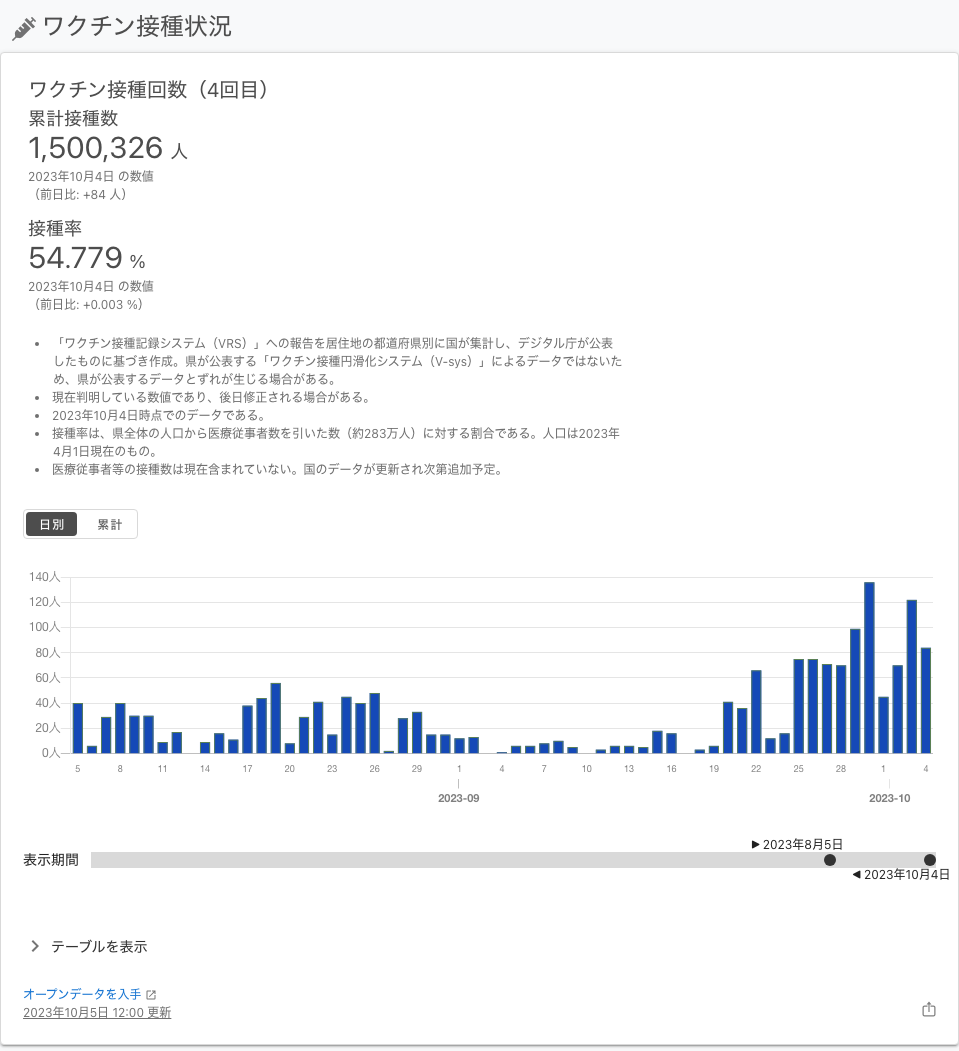 ワクチン接種状況
ワクチン接種回数（4回目）
累計接種数
1,500,326 人
2023年10月4日 の数値
（前日比: +84 人）
接種率
54.779 %
2023年10月4日 の数値
（前日比: +0.003 %）
「ワクチン接種記録システム（VRS）」への報告を居住地の都道府県別に国が集計し、デジタル庁が公表
したものに基づき作成。県が公表する「ワクチン接種円滑化システム（V-sys）」によるデータではないた
め、県が公表するデータとずれが生じる場合がある。
現在判明している数値であり、後日修正される場合がある。
2023年10月4日時点でのデータである。
接種率は、県全体の人口から医療従事者数を引いた数（約283万人）に対する割合である。人口は2023年
4月1日現在のもの。
医療従事者等の接種数は現在含まれていない。国のデータが更新され次第追加予定。
日別 累計
140人
120人
100人
80人
60人
40人
20人
0人
5 8 11 14 17 20 23 26 29 1 4 7 10 13 16 19 22 25 28 1 4
2023-09 2023-10
▶ 2023年8月5日
表示期間
◀ 2023年10月4日
テーブルを表示
オープンデータを入手
2023年10月5日 12:00 更新